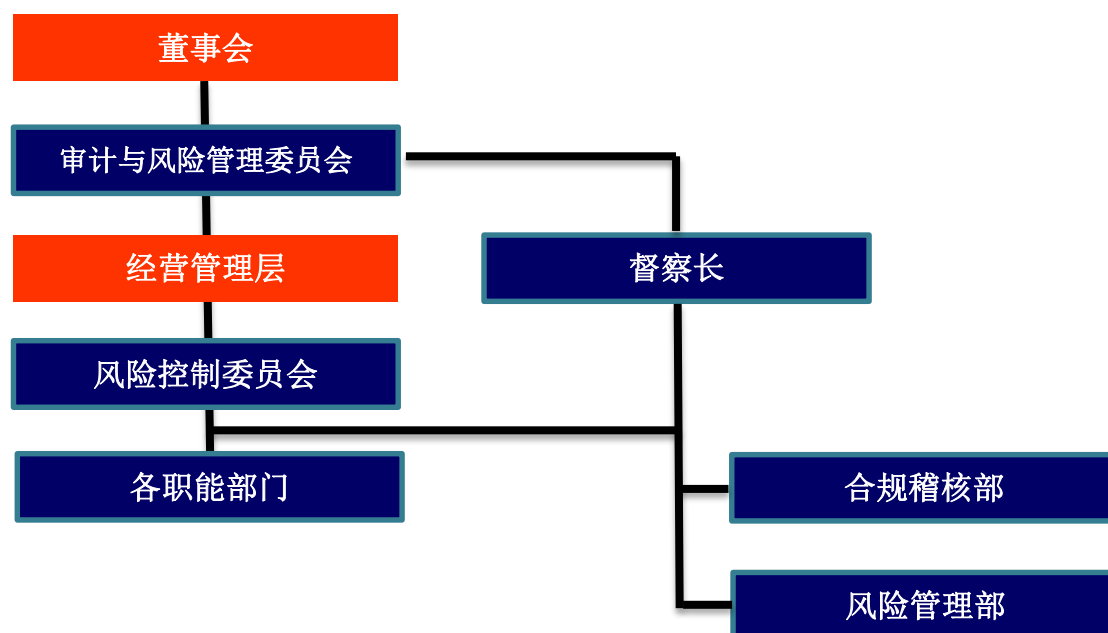 董事会
审计与风险管理委员会
经营管理层
督察长
风险控制委员会
各职能部门
合规稽核部
风险管理部